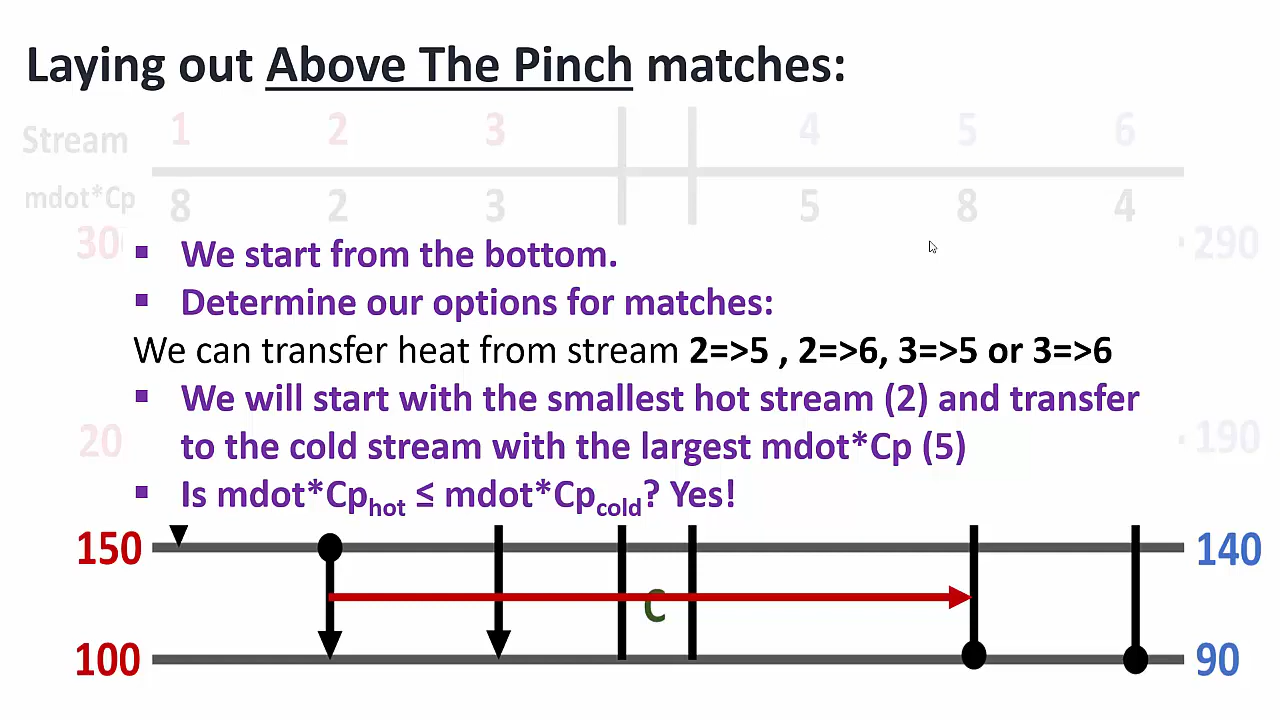 Laying out Above The Pinch matches:
Stream 1 2 3 4 5 6
mdot*Cp 8 2 3 5 8 4
30 290
▪ We start from the bottom.
▪ Determine our options for matches:
We can transfer heat from stream 2=>5 , 2=>6, 3=>5 or 3=>6
▪ We will start with the smallest hot stream (2) and transfer
20 190
to the cold stream with the largest mdot*Cp (5)
▪ Is mdot*Cphot ≤ mdot*Cpcold? Yes!
150 140
C
100 90